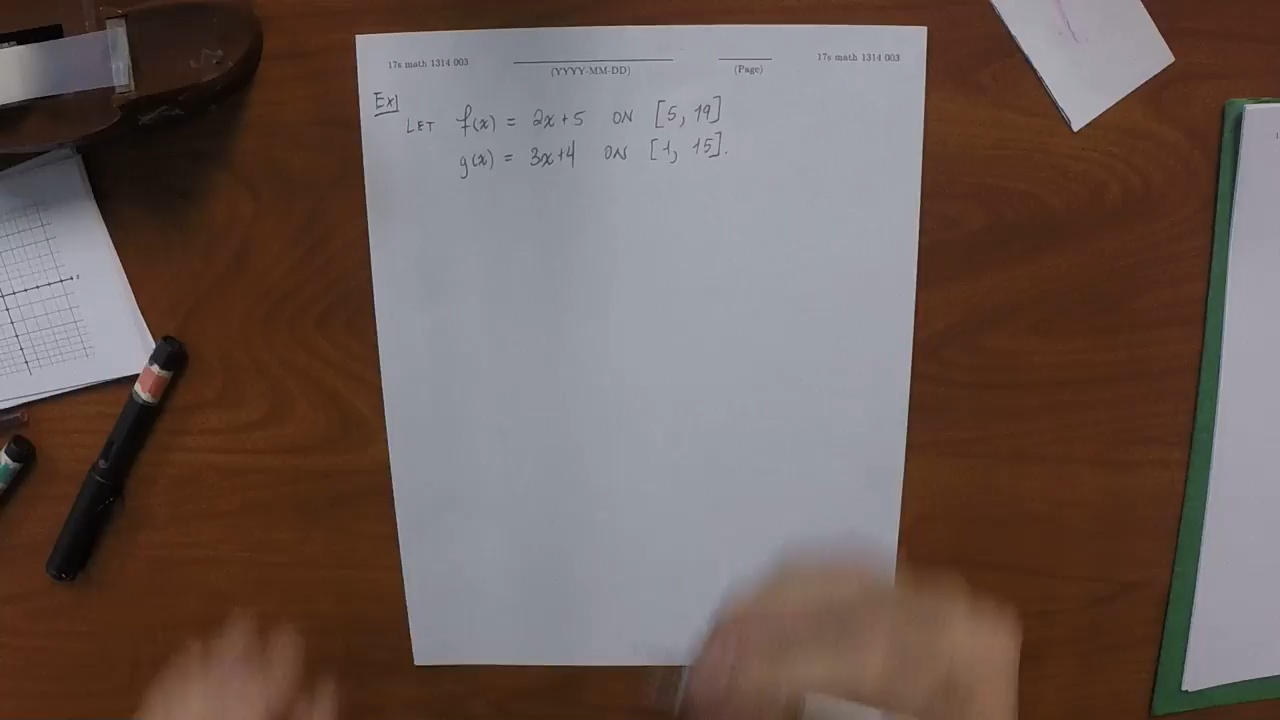 17s math 1314 003 (YYYY-MM-DD) (Page) 17s math 1314 003
Ex
LET f(x) = 2x+5 ON [5, 19]
g(x) = 3x+4 ON [1, 15].